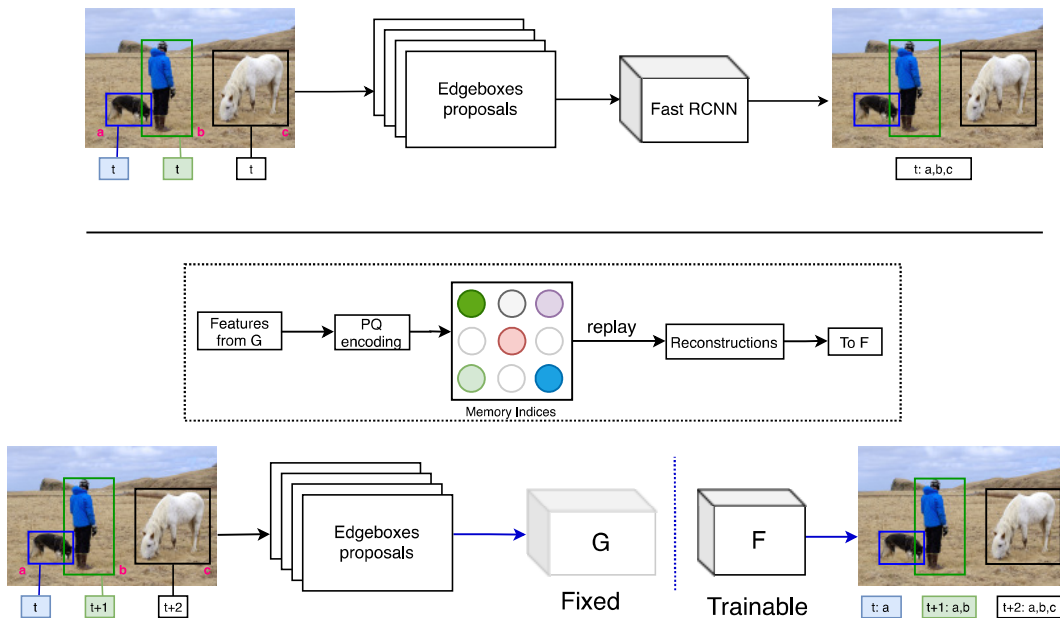 a
b
c
t
t
t
Edgeboxes
proposals
Fast RCNN
t: a,b,c
Features
from G
PQ
encoding
replay
Reconstructions
To F
Memory Indices
a
b
c
t
t+1
t+2
Edgeboxes
proposals
G
Fixed
F
Trainable
t: a
t+1: a,b
t+2: a,b,c